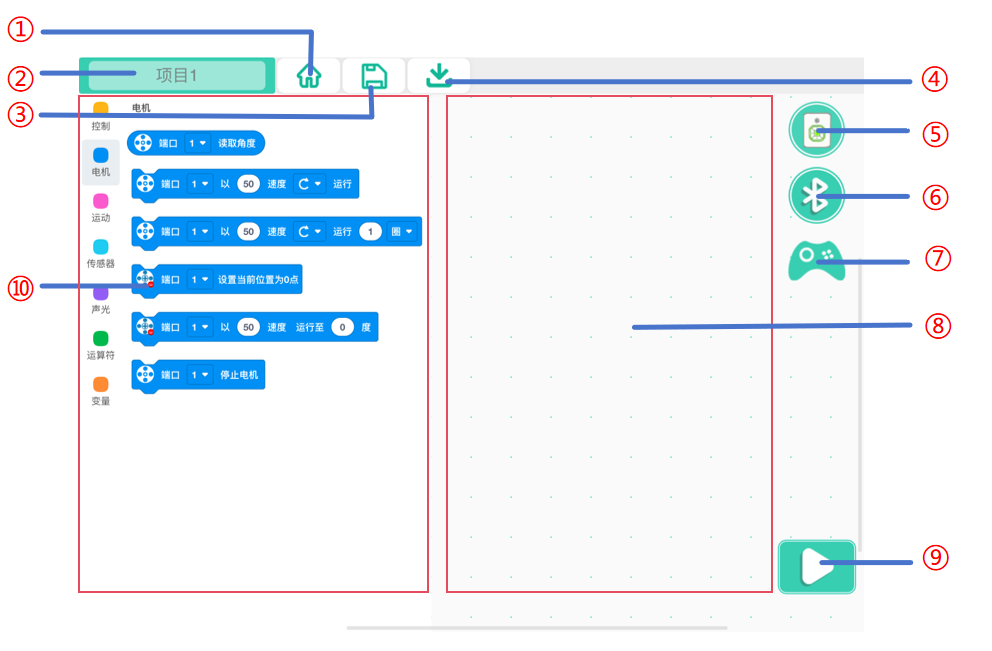 ①
②
项目1
③
④
控制
电机
运动
传感器
声光
运算符
变量
电机
端口 1 读取角度
端口 1 以 50 速度 运行
端口 1 以 50 速度 运行 1 圈
端口 1 设置当前位置为0点
端口 1 以 50 速度 运行至 0 度
端口 1 停止电机
⑤
⑥
⑦
⑧
⑨
⑩